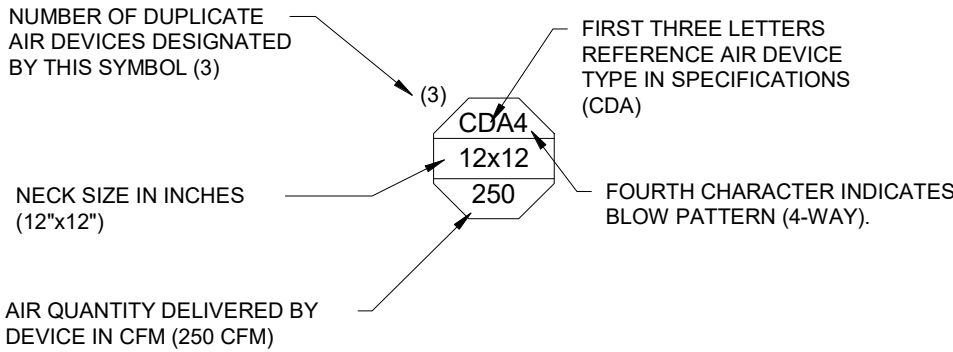 NUMBER OF DUPLICATE
AIR DEVICES DESIGNATED
BY THIS SYMBOL (3)
FIRST THREE LETTERS
REFERENCE AIR DEVICE
TYPE IN SPECIFICATIONS
(CDA)
(3)
CDA4
12x12
250
NECK SIZE IN INCHES
(12"x12")
FOURTH CHARACTER INDICATES
BLOW PATTERN (4-WAY).
AIR QUANTITY DELIVERED BY
DEVICE IN CFM (250 CFM)